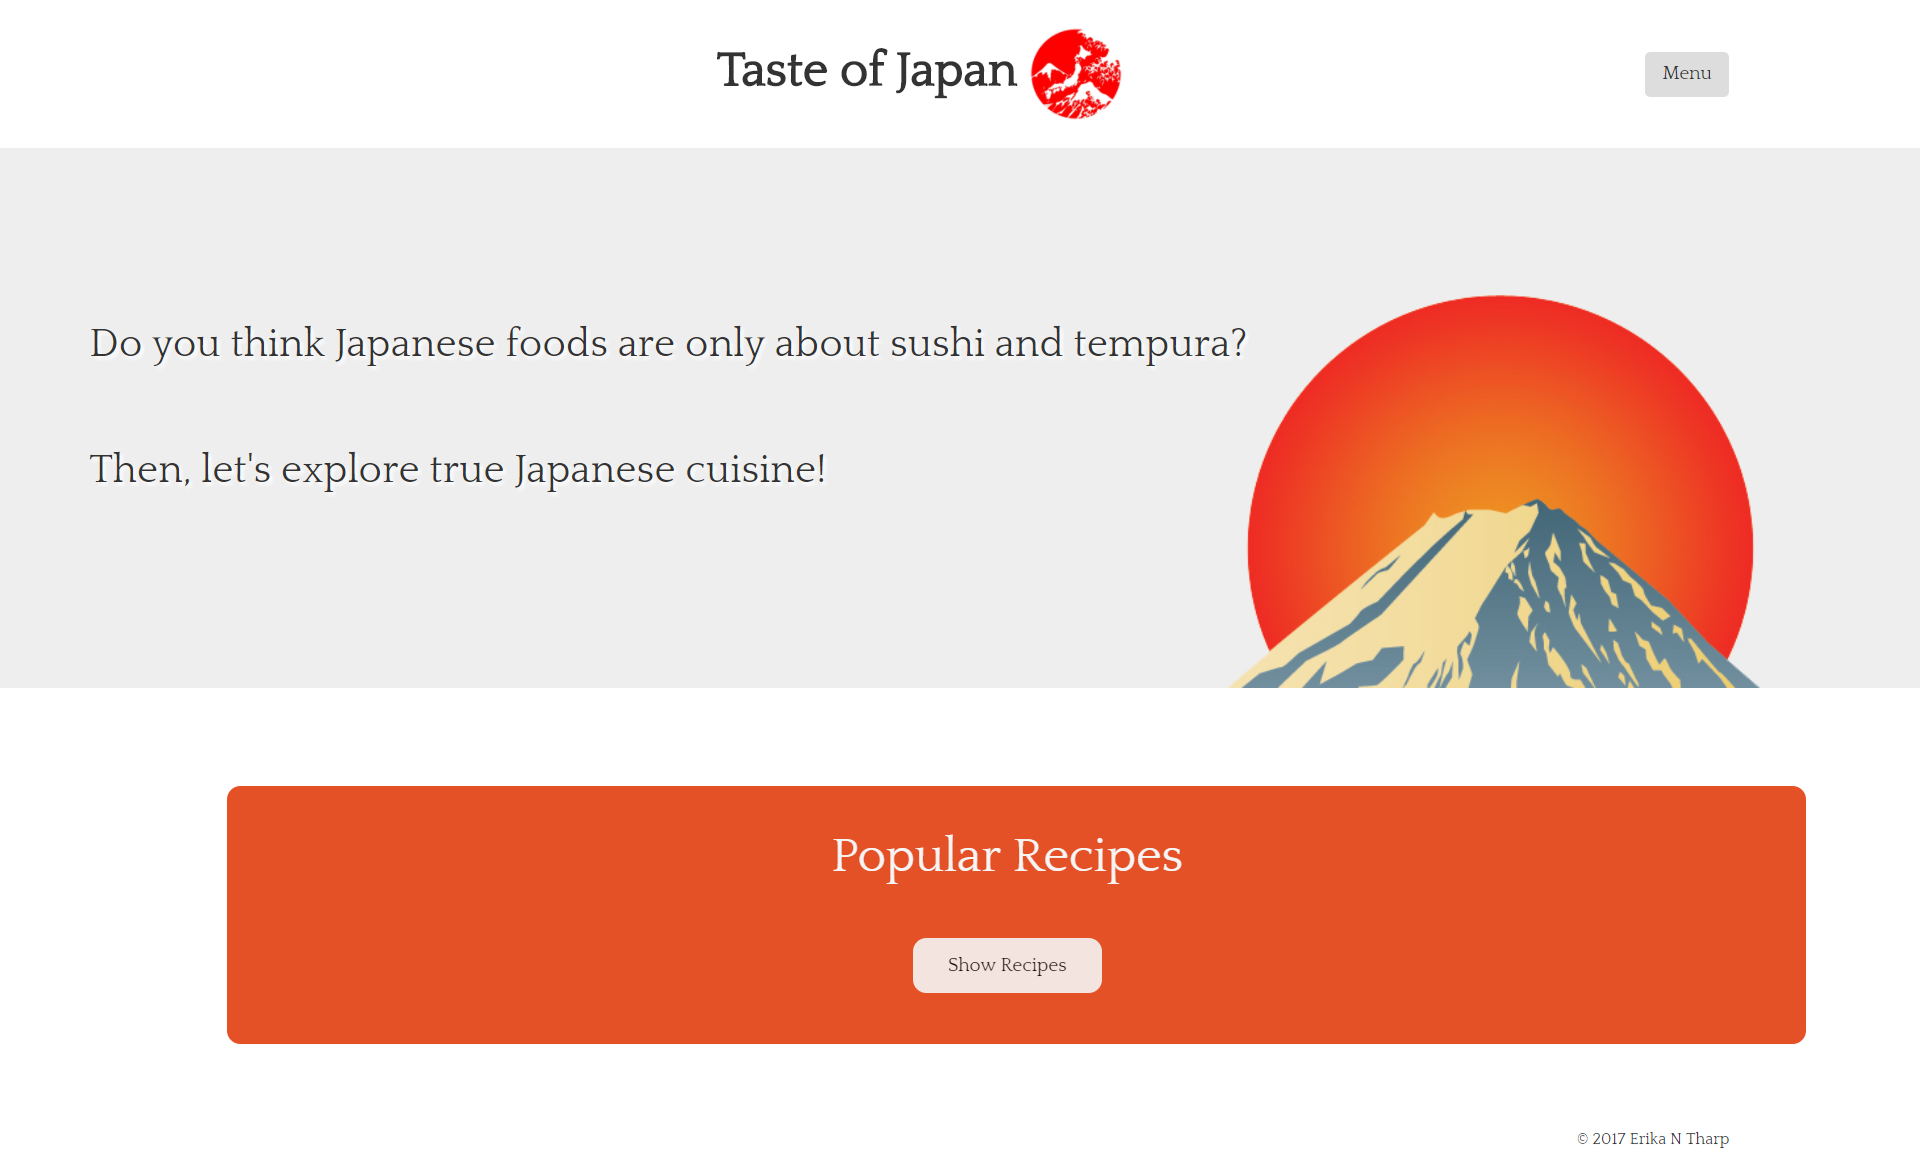 Taste of Japan
Menu
Do you think Japanese foods are only about sushi and tempura?
Then, let's explore true Japanese cuisine!
Popular Recipes
Show Recipes
© 2017 Erika N Tharp